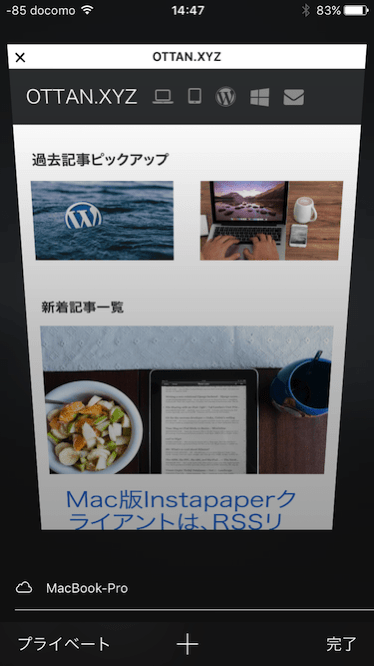 -85 docomo 14:47 83%
OTTAN.XYZ
OTTAN.XYZ
過去記事ピックアップ
新着記事一覧
Mac版Instapaperク
ライアントは、RSSリ
MacBook-Pro
プライベート 完了